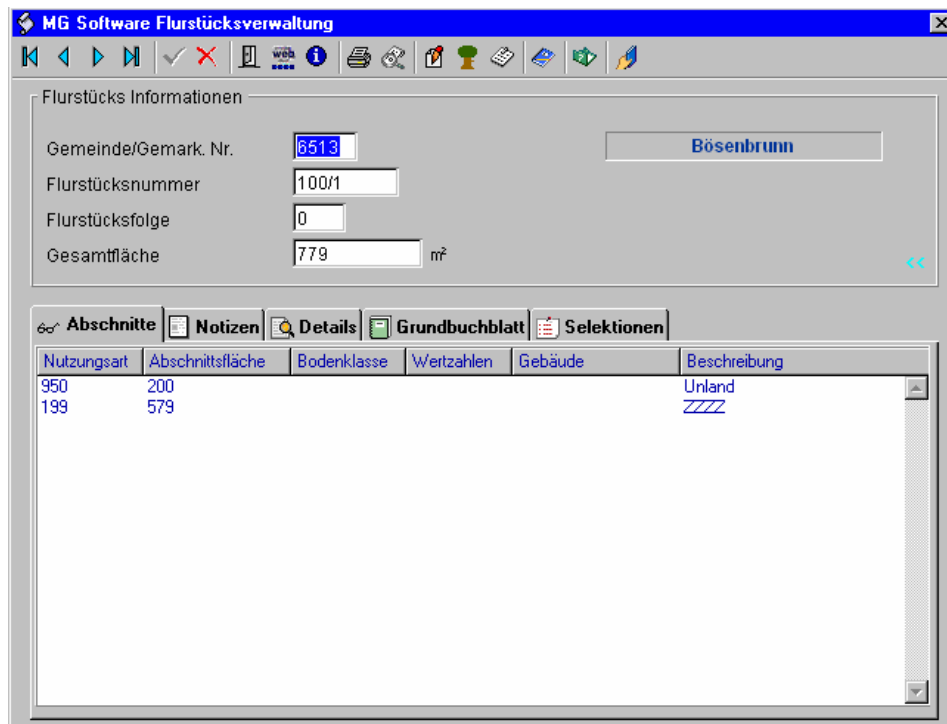 MG Software Flurstücksverwaltung
web
Flurstücks Informationen
Gemeinde/Gemark. Nr. 6513 Bösenbrunn
Flurstücksnummer 100/1
Flurstücksfolge 0
Gesamtfläche 779 m²
<<
Abschnitte Notizen Details Grundbuchblatt Selektionen
Nutzungsart Abschnittsfläche Bodenklasse Wertzahlen Gebäude Beschreibung
950 200 Unland
199 579 ZZZZ